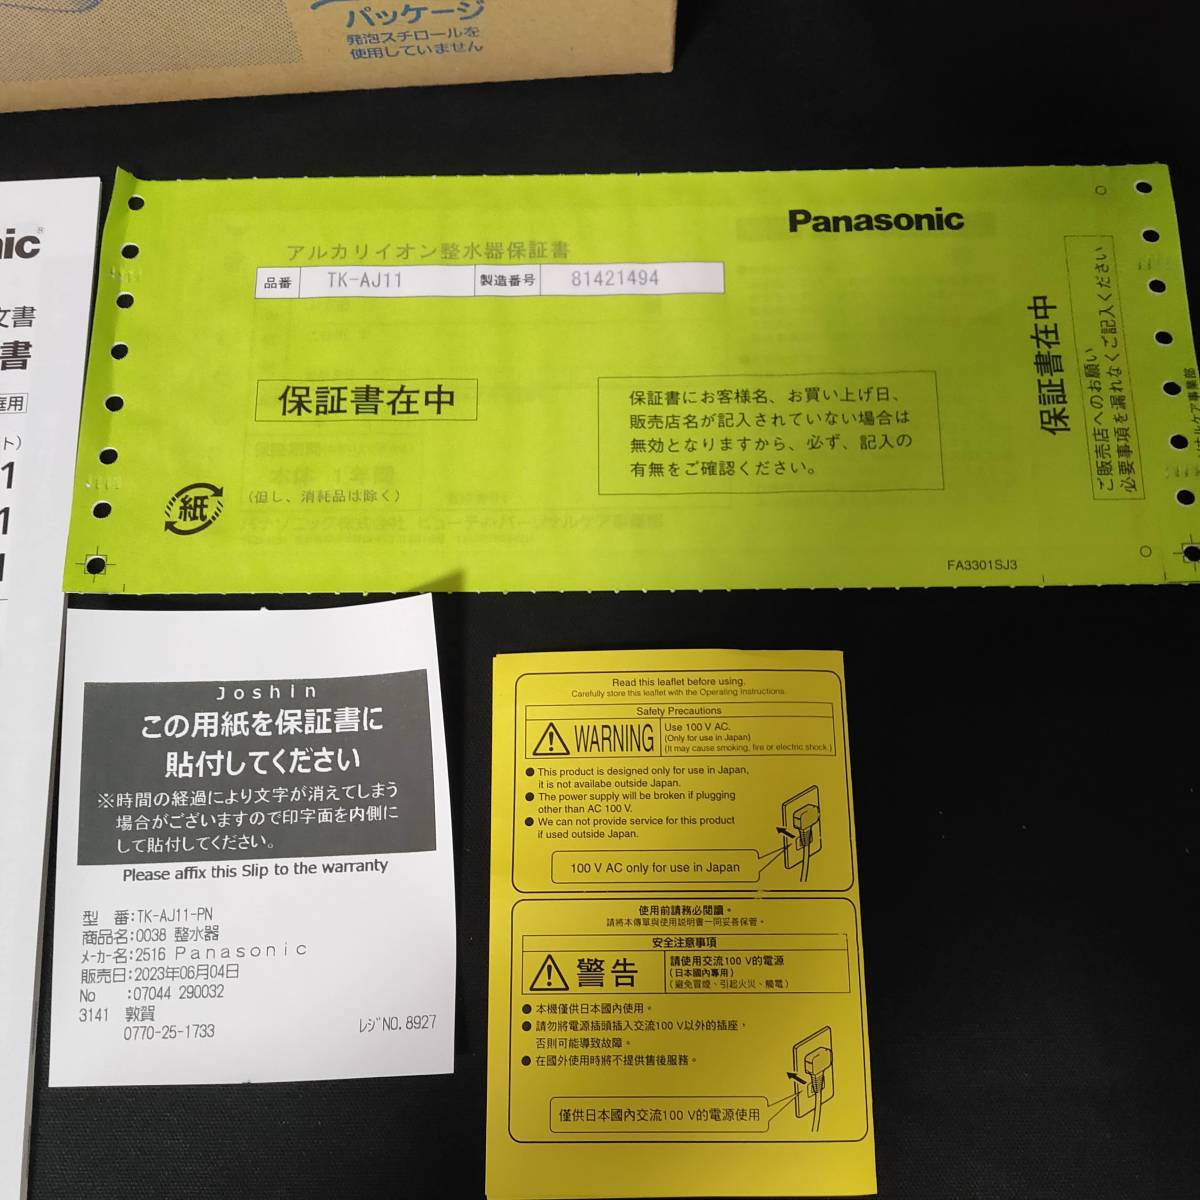 パッケージ
発泡スチロールを
使用していません
nic®
文書
書
庭用
ト)
1
1
1
Panasonic
アルカリイオン整水器保証書
品番 TK-AJ11 製造番号 81421494
保証書在中
保証書にお客様名、お買い上げ日、
販売店名が記入されていない場合は
無効となりますから、必ず、記入の
有無をご確認ください。
保証期間
本体 1年間
(但し、消耗品は除く)
紙
保証書在中
ご販売店へのお願い
必要事項を漏れなくご記入ください
ルケア事業部
FA3301SJ3
Joshin
この用紙を保証書に
貼付してください
※時間の経過により文字が消えてしまう
場合がございますので印字面を内側に
して貼付してください。
Please affix this Slip to the warranty
型 番:TK-AJ11-PN
商品名:0038 整水器
メーカー名:2516 Panasonic
販売日:2023年06月04日
No :07044 290032
3141 敦賀
0770-25-1733
レジNO.8927
Read this leaflet before using.
Carefully store this leaflet with the Operating Instructions.
Safety Precautions
WARNING
Use 100 V AC.
(Only for use in Japan)
(It may cause smoking, fire or electric shock.)
● This product is designed only for use in Japan,
it is not availabe outside Japan.
● The power supply will be broken if plugging
other than AC 100 V.
● We can not provide service for this product
if used outside Japan.
100 V AC only for use in Japan
使用前請務必閱讀。
請將本傳單與使用說明書一同妥善保管。
安全注意事項
警告
請使用交流100 V的電源
(日本國內專用)
(避免冒煙、引起火災、觸電)
● 本機僅供日本國內使用。
● 請勿將電源插頭插入交流100 V以外的插座,
否則可能導致故障。
● 在國外使用時將不提供售後服務。
僅供日本國內交流100 V的電源使用